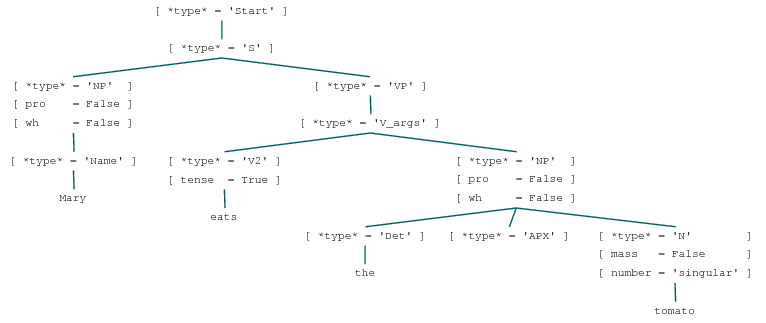 [ *type* = 'Start' ]
[ *type* = 'S' ]
[ *type* = 'NP'  ] [ *type* = 'VP' ]
[ pro    = False ]
[ wh     = False ] [ *type* = 'V_args' ]
[ *type* = 'Name' ] [ *type* = 'V2' ] [ *type* = 'NP'  ]
[ tense  = True ] [ pro    = False ]
Mary [ wh     = False ]
eats
[ *type* = 'Det' ] [ *type* = 'APX' ] [ *type* = 'N'        ]
[ mass   = False      ]
the [ number = 'singular' ]
tomato